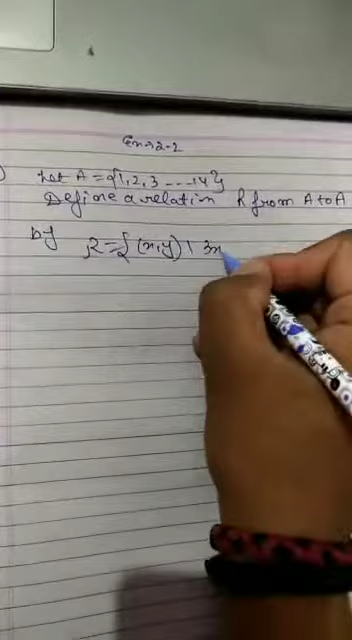 Ex → 2.2
Let A = {1, 2, 3 ---14}
Define a relation R from A to A
by R = { (x, y) | 3x